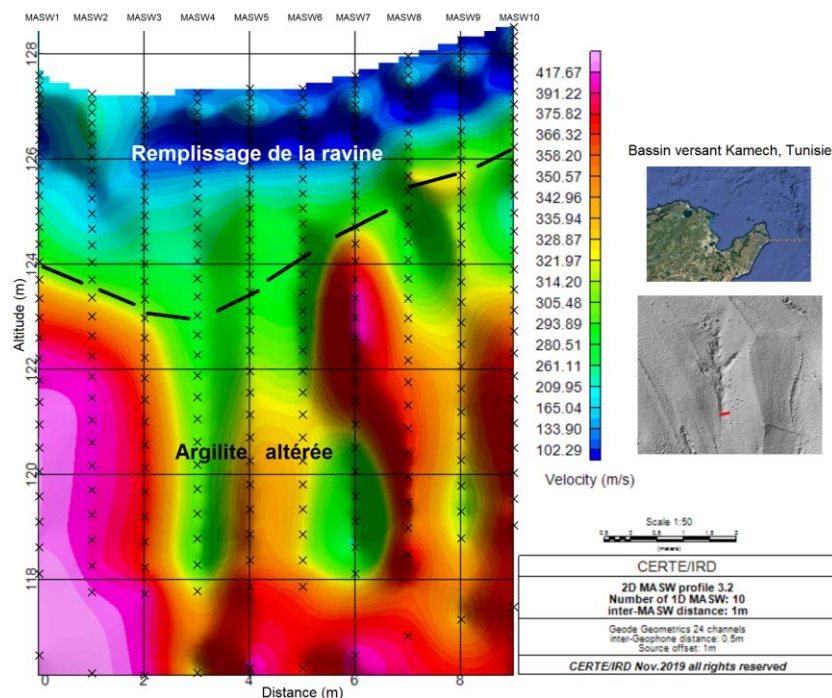 MASW1 MASW2 MASW3 MASW4 MASW5 MASW6 MASW7 MASW8 MASW9 MASW10
128
126
124
122
120
118
Altitude (m)
Remplissage de la ravine
Argilite altérée
0 2 4 6 8
Distance (m)
417.67
391.22
375.82
366.32
358.20
350.57
342.96
335.94
328.87
321.97
314.20
305.48
293.89
280.51
261.11
209.95
165.04
133.90
102.29
Velocity (m/s)
Bassin versant Kamech, Tunisie
Scale 1:50
(meters)
CERTE/IRD
2D MASW profile 3.2
Number of 1D MASW: 10
inter-MASW distance: 1m
Geode Geometrics 24 channels
inter-Geophone distance: 0.5m
Source offset: 1m
CERTE/IRD Nov.2019 all rights reserved